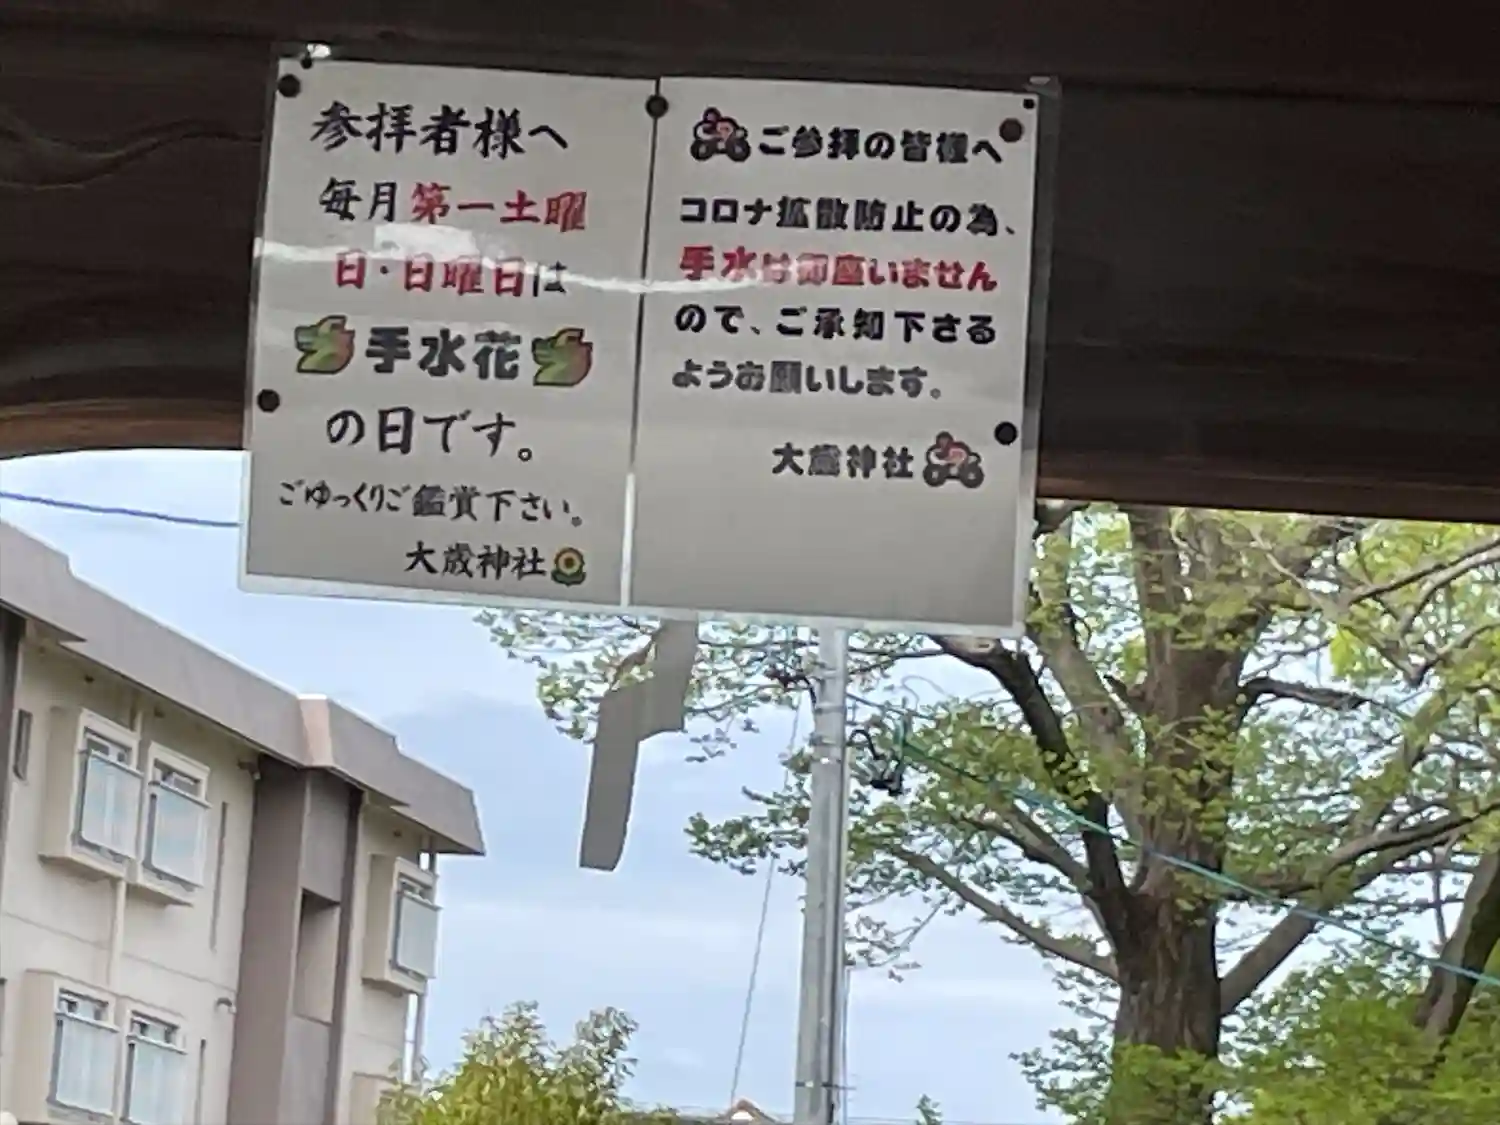 参拝者様へ
毎月第一土曜
日・日曜日は
手水花
の日です。
ごゆっくりご鑑賞下さい。
大歳神社
ご参拝の皆様へ
コロナ拡散防止の為、
手水は御座いません
ので、ご承知下さる
ようお願いします。
大歳神社